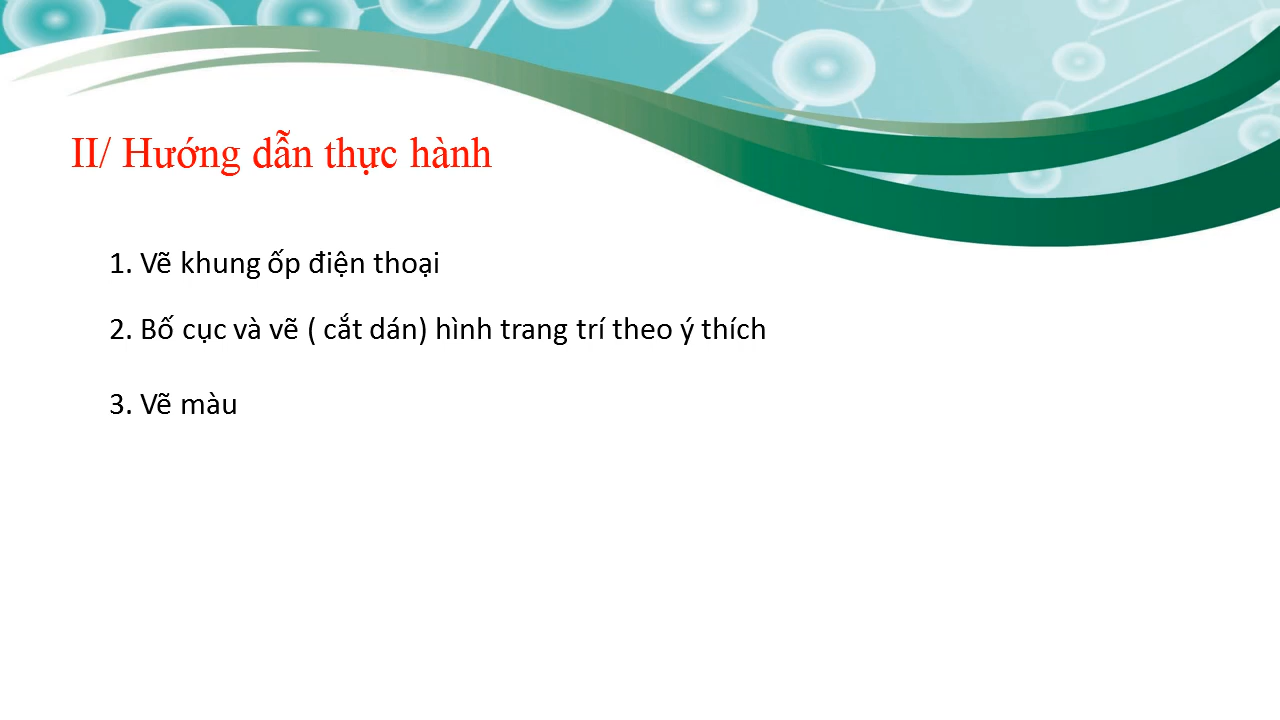 II/ Hướng dẫn thực hành
1. Vẽ khung ốp điện thoại
2. Bố cục và vẽ ( cắt dán) hình trang trí theo ý thích
3. Vẽ màu